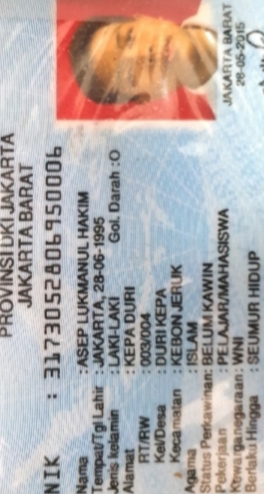 PROVINSI DKI JAKARTA
JAKARTA BARAT
NIK : 3173052806950006
Nama : ASEP LUKMANUL HAKIM
Tempat/Tgl Lahir : JAKARTA, 28-06-1995
Jenis kelamin : LAKI-LAKI Gol. Darah : O
Alamat : KEPA DURI
RT/RW : 003/004
Kel/Desa : DURI KEPA
Kecamatan : KEBON JERUK
Agama : ISLAM
Status Perkawinan: BELUM KAWIN
Pekerjaan : PELAJAR/MAHASISWA
Kewarganegaraan: WNI
Berlaku Hingga : SEUMUR HIDUP
JAKARTA BARAT
26-05-2015